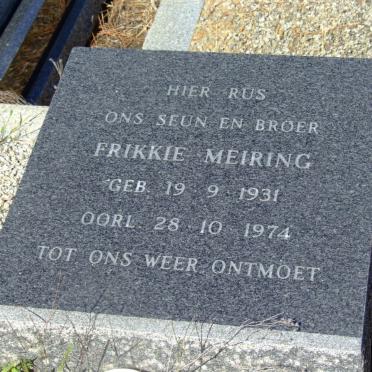 HIER RUS
ONS SEUN EN BROER
FRIKKIE MEIRING
GEB. 19 · 9 · 1931
OORL. 28 · 10 · 1974
TOT ONS WEER ONTMOET